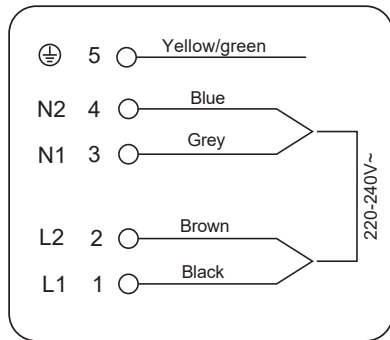 ⏚ 5 Yellow/green
N2 4 Blue
N1 3 Grey
L2 2 Brown
L1 1 Black
220-240V~